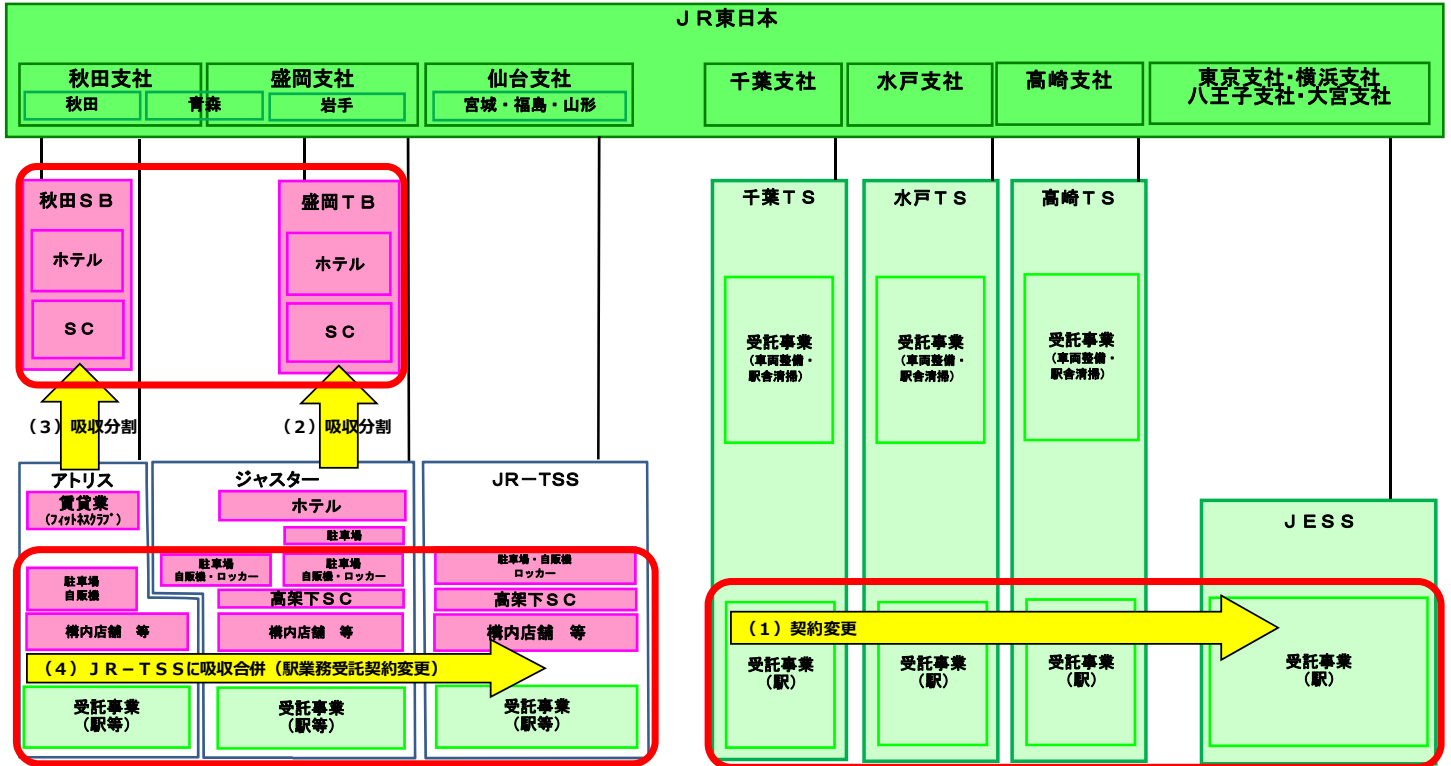 ＪＲ東日本
秋田支社
盛岡支社
仙台支社
千葉支社
水戸支社
高崎支社
東京支社・横浜支社
八王子支社・大宮支社
秋田
青森
岩手
宮城・福島・山形
秋田ＳＢ
ホテル
ＳＣ
盛岡ＴＢ
ホテル
ＳＣ
（３）吸収分割
（２）吸収分割
アトリス
賃貸業
（フィットネスクラブ）
駐車場
自販機
構内店舗　等
ジャスター
ホテル
駐車場
駐車場
自販機・ロッカー
駐車場
自販機・ロッカー
高架下ＳＣ
構内店舗　等
JR－TSS
駐車場・自販機
ロッカー
高架下ＳＣ
構内店舗　等
（４）ＪＲ－ＴＳＳに吸収合併（駅業務受託契約変更）
受託事業
（駅等）
受託事業
（駅等）
受託事業
（駅等）
千葉ＴＳ
受託事業
（車両整備・
駅舎清掃）
水戸ＴＳ
受託事業
（車両整備・
駅舎清掃）
高崎ＴＳ
受託事業
（車両整備・
駅舎清掃）
ＪＥＳＳ
（１）契約変更
受託事業
（駅）
受託事業
（駅）
受託事業
（駅）
受託事業
（駅）